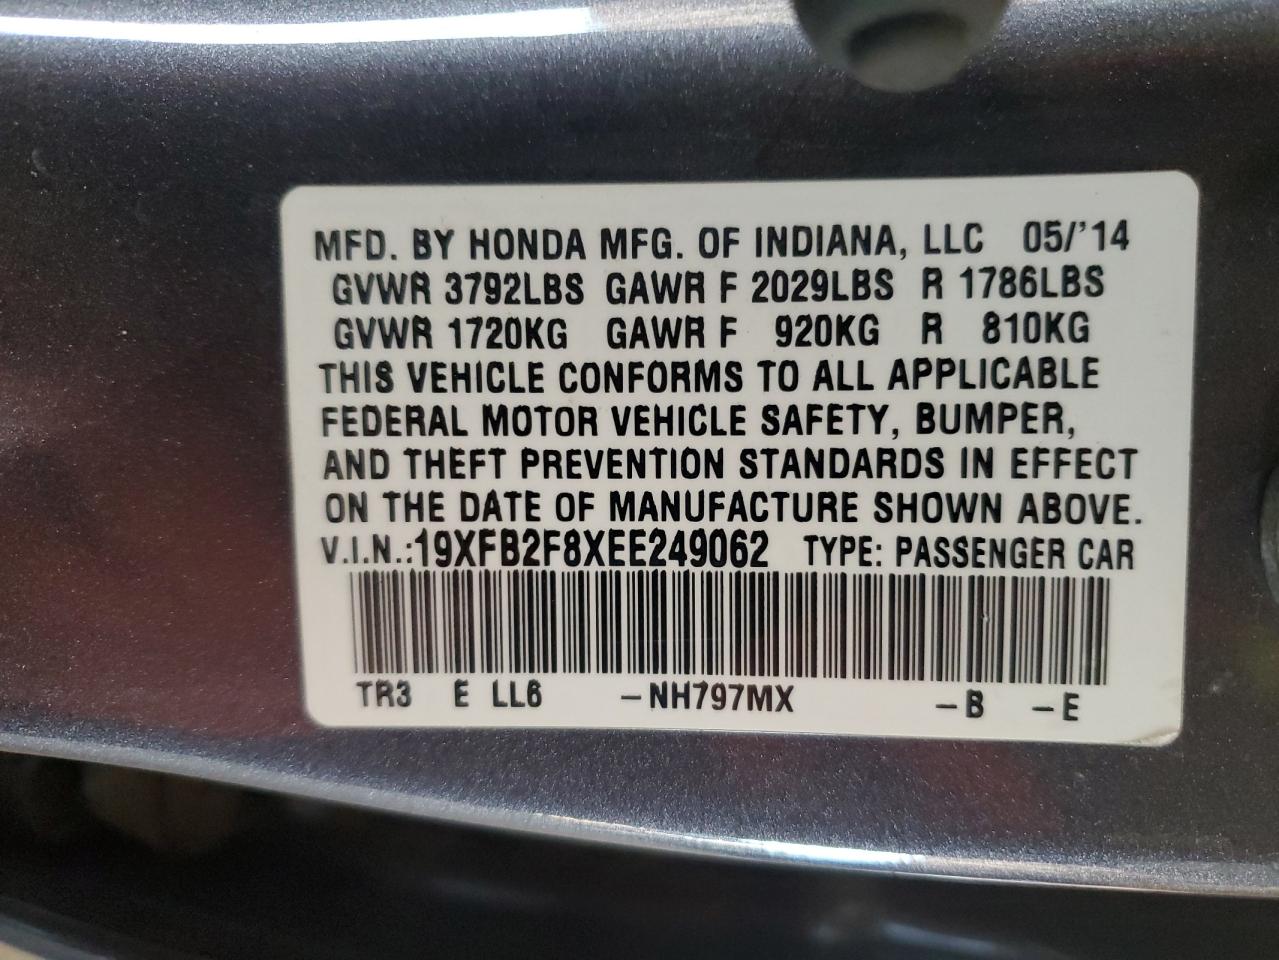 MFD. BY HONDA MFG. OF INDIANA, LLC 05/'14
GVWR 3792LBS GAWR F 2029LBS R 1786LBS
GVWR 1720KG GAWR F 920KG R 810KG
THIS VEHICLE CONFORMS TO ALL APPLICABLE
FEDERAL MOTOR VEHICLE SAFETY, BUMPER,
AND THEFT PREVENTION STANDARDS IN EFFECT
ON THE DATE OF MANUFACTURE SHOWN ABOVE.
V.I.N.:19XFB2F8XEE249062 TYPE: PASSENGER CAR
TR3 E LL6 -NH797MX -B -E